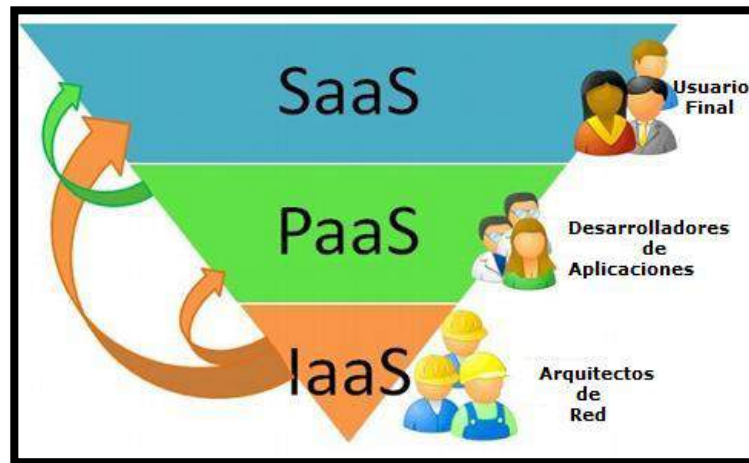 SaaS
Usuario
Final
PaaS
Desarrolladores
de
Aplicaciones
IaaS
Arquitectos
de
Red